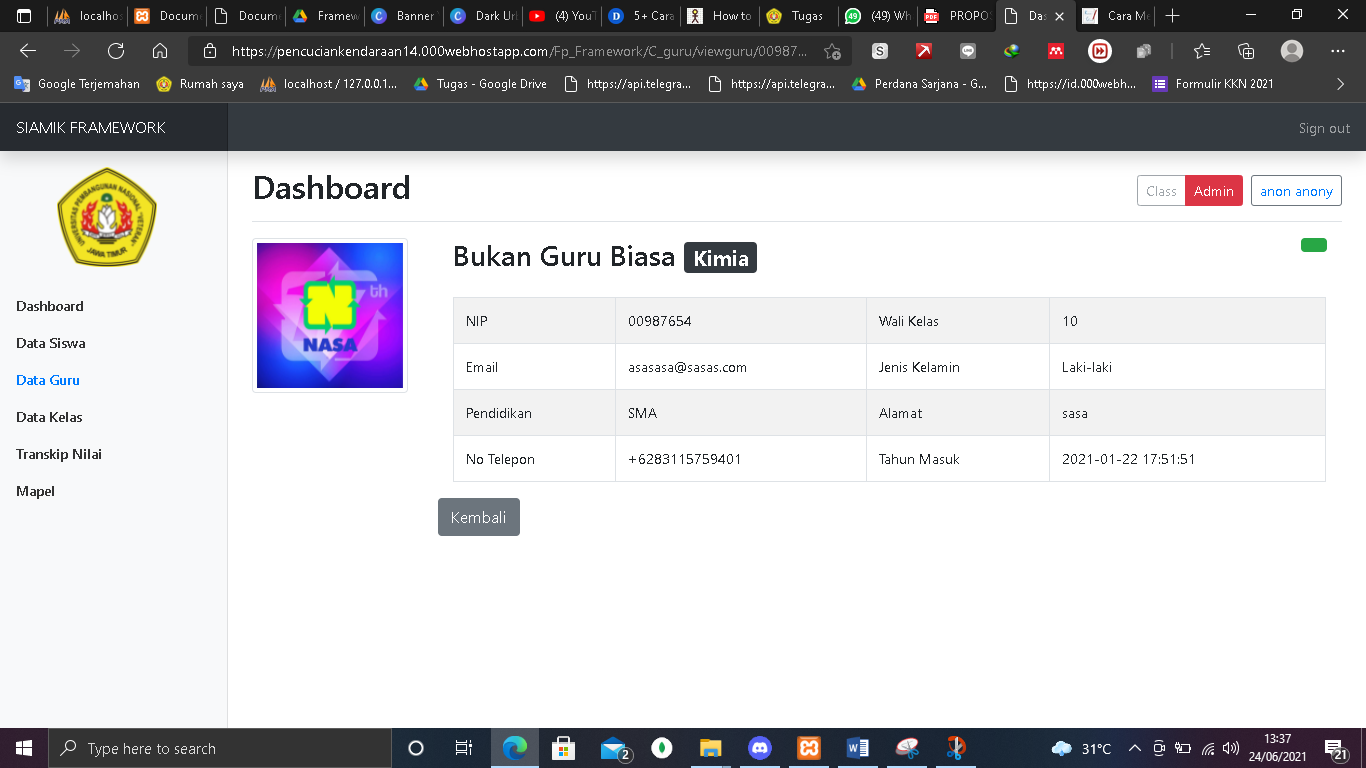 localhos
Docume
Docume
Framew
Banner
Dark Ur
(4) YouT
5+ Cara
How to
Tugas
(49) Wh
PROPO
Das
Cara Me
https://pencuciankendaraan14.000webhostapp.com/Fp_Framework/C_guru/viewguru/00987...
Google Terjemahan
Rumah saya
localhost / 127.0.0.1...
Tugas - Google Drive
https://api.telegra...
https://api.telegra...
Perdana Sarjana - G...
https://id.000webh...
Formulir KKN 2021
SIAMIK FRAMEWORK
Sign out
UNIVERSITAS PEMBANGUNAN NASIONAL "VETERAN"
JAWA TIMUR
Dashboard
Class
Admin
anon anony
Dashboard
Data Siswa
Data Guru
Data Kelas
Transkip Nilai
Mapel
N
th
NASA
Bukan Guru Biasa Kimia
NIP 00987654 Wali Kelas 10
Email asasasa@sasas.com Jenis Kelamin Laki-laki
Pendidikan SMA Alamat sasa
No Telepon +6283115759401 Tahun Masuk 2021-01-22 17:51:51
Kembali
Type here to search
2
31°C
13:37
24/06/2021
21